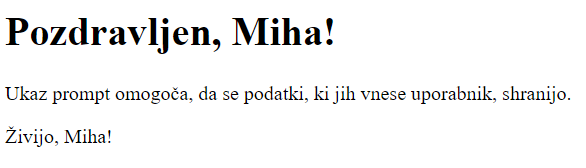 Pozdravljen, Miha!
Ukaz prompt omogoča, da se podatki, ki jih vnese uporabnik, shranijo.
Živijo, Miha!